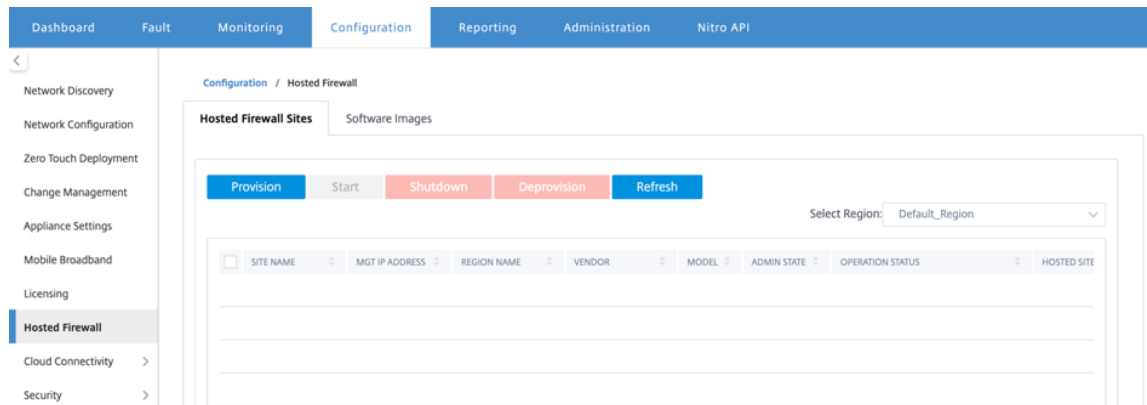 Dashboard Fault Monitoring Configuration Reporting Administration Nitro API
Network Discovery
Network Configuration
Zero Touch Deployment
Change Management
Appliance Settings
Mobile Broadband
Licensing
Hosted Firewall
Cloud Connectivity
Security
Configuration / Hosted Firewall
Hosted Firewall Sites Software Images
Provision Start Shutdown Deprovision Refresh
Select Region: Default_Region
SITE NAME MGT IP ADDRESS REGION NAME VENDOR MODEL ADMIN STATE OPERATION STATUS HOSTED SITE